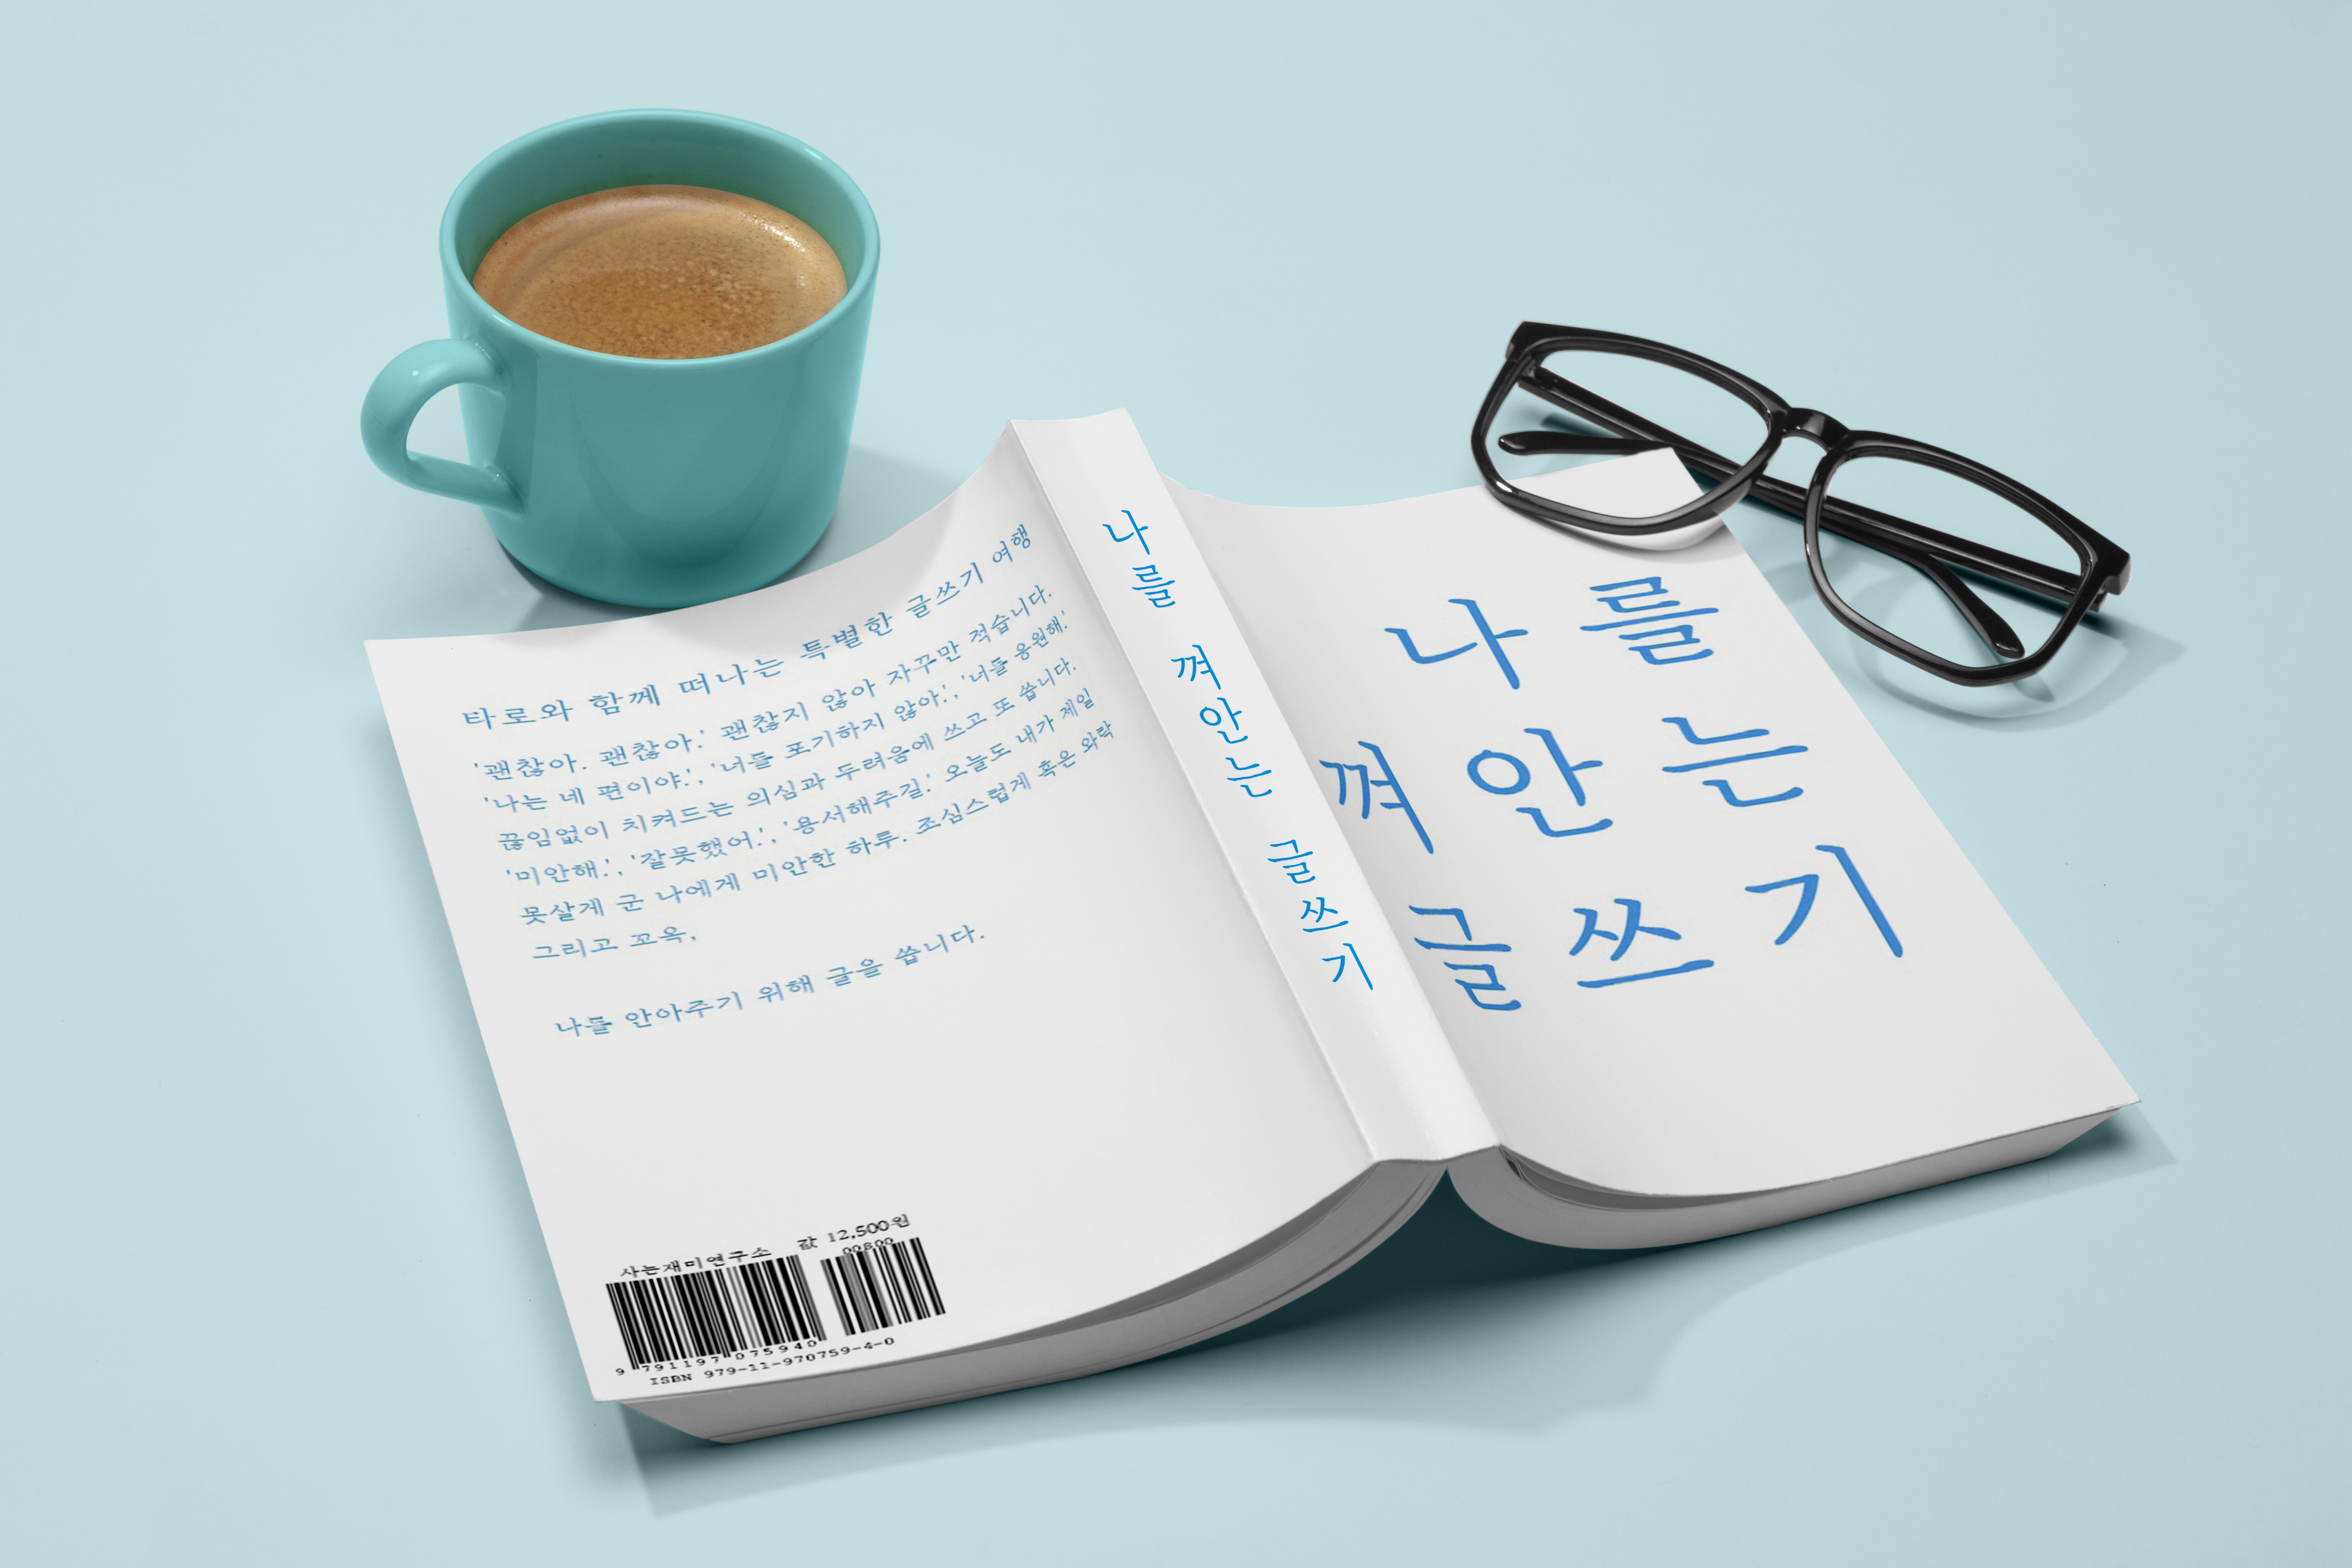 타로와 함께 떠나는 특별한 글쓰기 여행
'괜찮아. 괜찮아.' 괜찮지 않아 자꾸만 적습니다.
'나는 네 편이야.', '너를 포기하지 않아.', '너를 응원해.'
끊임없이 치켜드는 의심과 두려움에 쓰고 또 씁니다.
'미안해.', '잘못했어.', '용서해주길.' 오늘도 내가 제일
못살게 군 나에게 미안한 하루. 조심스럽게 혹은 와락
그리고 꼬옥,
나를 안아주기 위해 글을 씁니다.
사는재미연구소 값 12,500원
00800
9 791197 075940
ISBN 979-11-970759-4-0
나를 껴안는 글쓰기
나를
껴안는
글쓰기